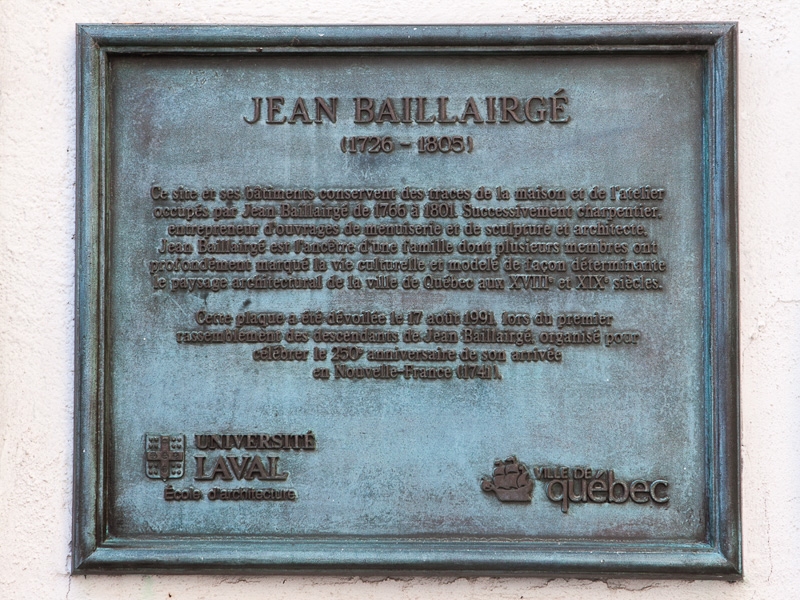 JEAN BAILLAIRGÉ
(1726 - 1805)
Ce site et ses bâtiments conservent des traces de la maison et de l'atelier
occupés par Jean Baillairgé de 1766 à 1801. Successivement charpentier,
entrepreneur d'ouvrages de menuiserie et de sculpture et architecte,
Jean Baillairgé est l'ancêtre d'une famille dont plusieurs membres ont
profondément marqué la vie culturelle et modelé de façon déterminante
le paysage architectural de la ville de Québec aux XVIIIe et XIXe siècles.
Cette plaque a été dévoilée le 17 août 1991, lors du premier
rassemblement des descendants de Jean Baillairgé, organisé pour
célébrer le 250e anniversaire de son arrivée
en Nouvelle-France (1741).
UNIVERSITÉ
LAVAL
École d'architecture
VILLE DE
québec